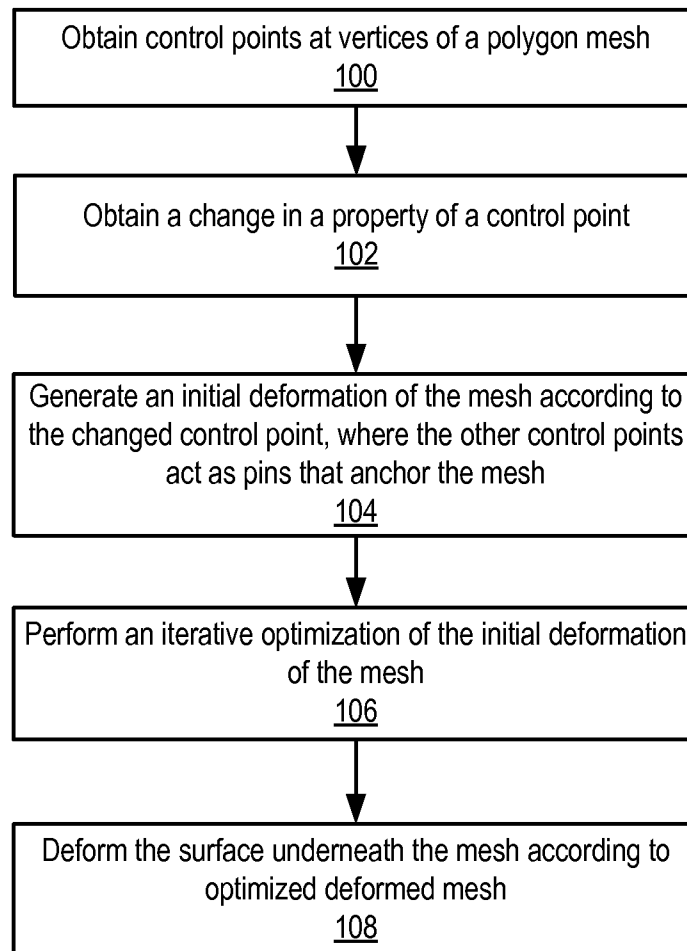 Obtain control points at vertices of a polygon mesh
100
Obtain a change in a property of a control point
102
Generate an initial deformation of the mesh according to
the changed control point, where the other control points
act as pins that anchor the mesh
104
Perform an iterative optimization of the initial deformation
of the mesh
106
Deform the surface underneath the mesh according to
optimized deformed mesh
108